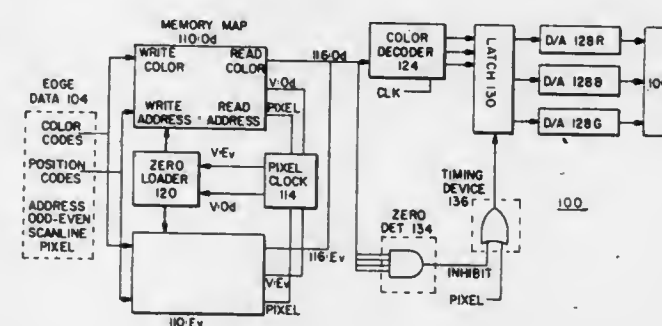 MEMORY MAP
110:Od
WRITE COLOR
READ COLOR
WRITE ADDRESS
READ ADDRESS
116:Od
V:Od
PIXEL
EDGE DATA 104
COLOR CODES
POSITION CODES
ADDRESS ODD-EVEN SCANLINE PIXEL
V:Ev
V:Od
ZERO LOADER 120
PIXEL CLOCK 114
116:Ev
V:Ev
PIXEL
110:Ev
COLOR DECODER 124
CLK
LATCH 130
D/A 128R
D/A 128B
D/A 128G
10
TIMING DEVICE 136
ZERO DET 134
INHIBIT
PIXEL
100